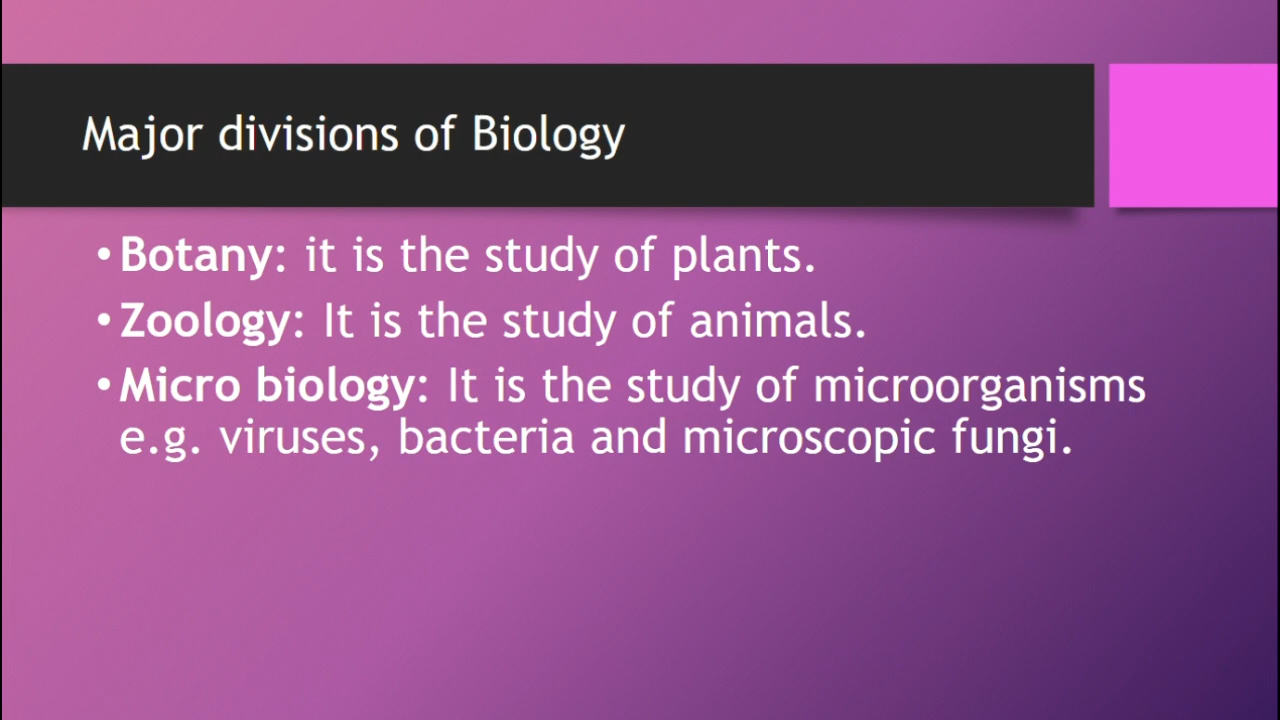 Major divisions of Biology
•Botany: it is the study of plants.
•Zoology: It is the study of animals.
•Micro biology: It is the study of microorganisms
e.g. viruses, bacteria and microscopic fungi.